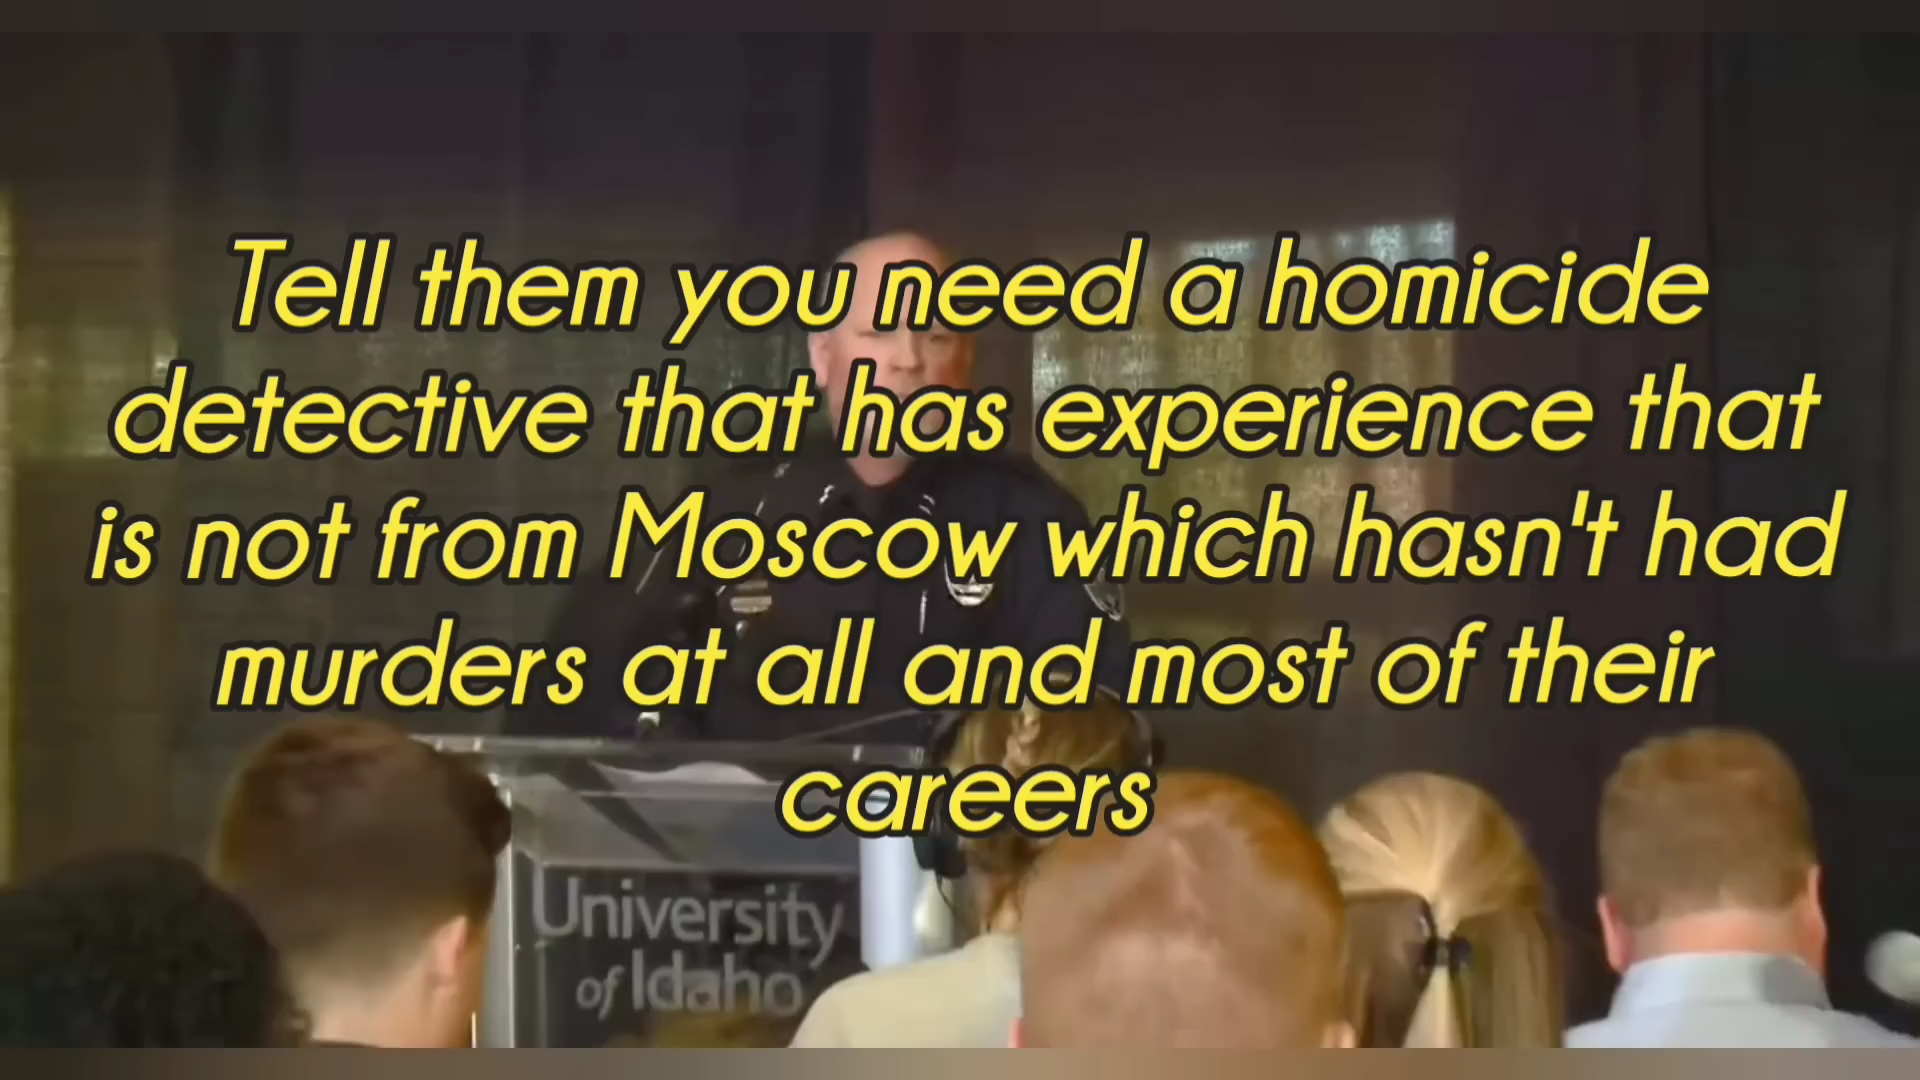 Tell them you need a homicide
detective that has experience that
is not from Moscow which hasn't had
murders at all and most of their
careers
University
of Idaho